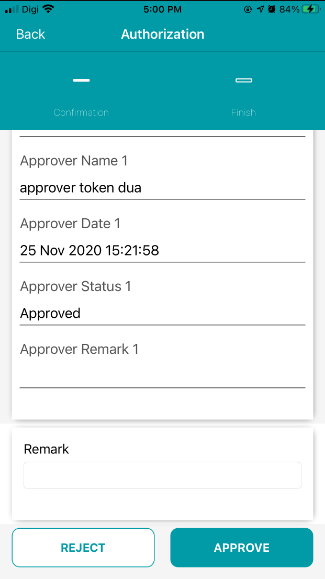 Digi 5:00 PM 84%
Back Authorization
Confirmation Finish
Approver Name 1
approver token dua
Approver Date 1
25 Nov 2020 15:21:58
Approver Status 1
Approved
Approver Remark 1
Remark
REJECT APPROVE